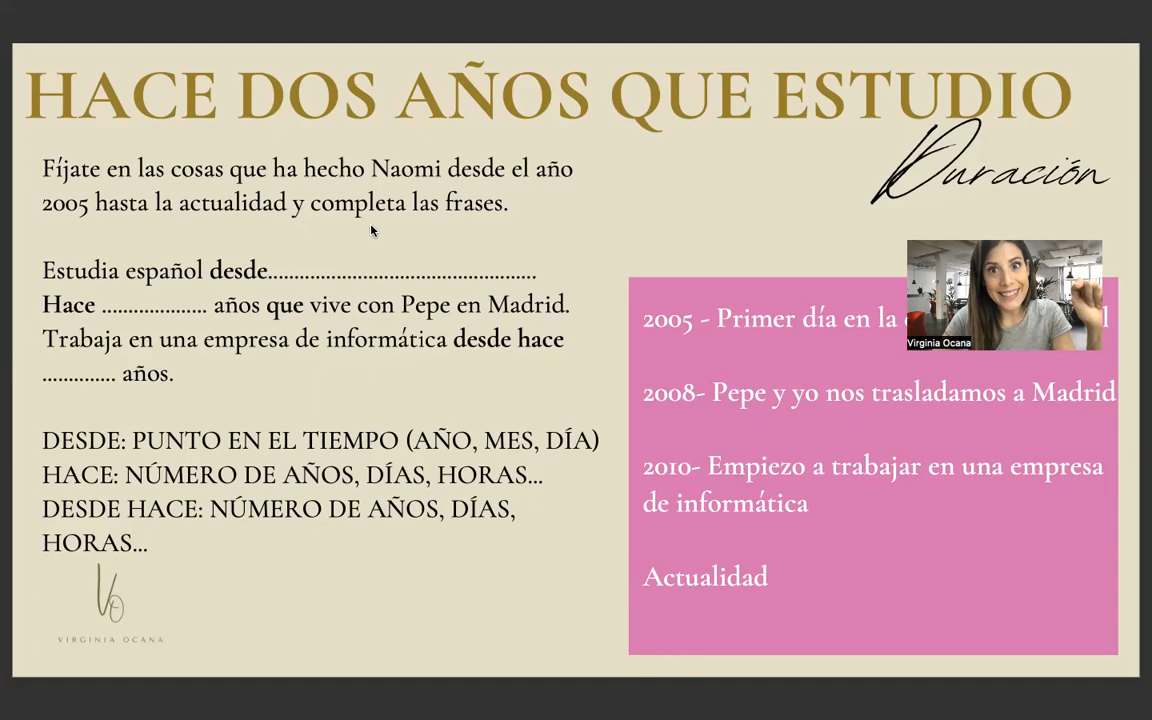 HACE DOS AÑOS QUE ESTUDIO
Duración
Fíjate en las cosas que ha hecho Naomi desde el año
2005 hasta la actualidad y completa las frases.
Estudia español desde..................................................
Hace .................... años que vive con Pepe en Madrid.
Trabaja en una empresa de informática desde hace
.............. años.
DESDE: PUNTO EN EL TIEMPO (AÑO, MES, DÍA)
HACE: NÚMERO DE AÑOS, DÍAS, HORAS...
DESDE HACE: NÚMERO DE AÑOS, DÍAS,
HORAS...
VO
VIRGINIA OCANA
2005 - Primer día en la
Virginia Ocana
2008- Pepe y yo nos trasladamos a Madrid
2010- Empiezo a trabajar en una empresa
de informática
Actualidad